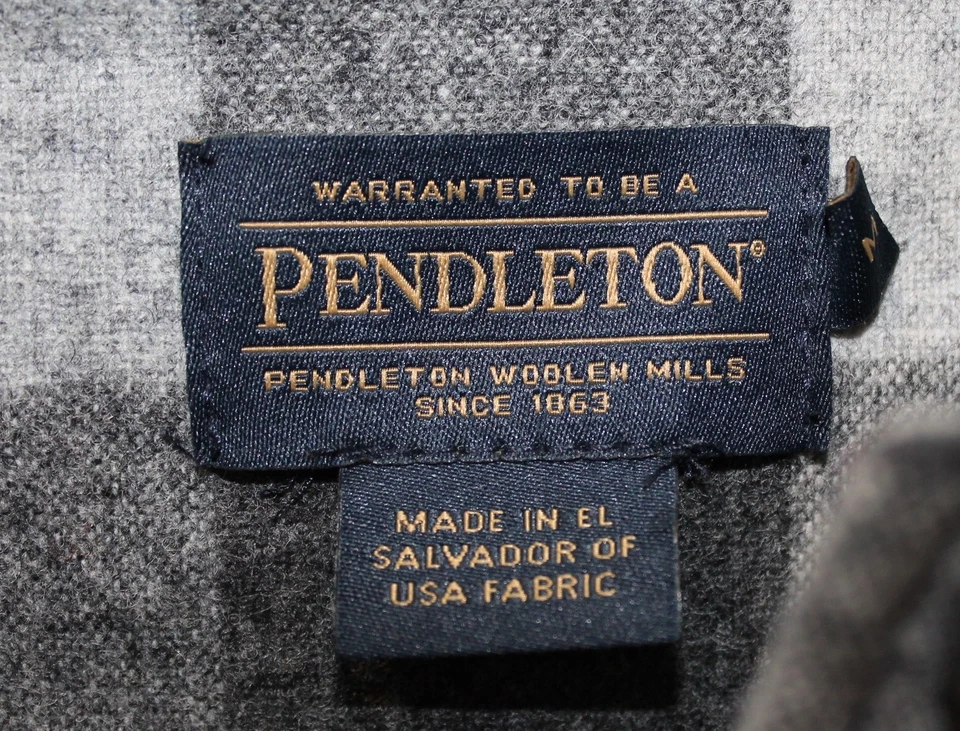 WARRANTED TO BE A
PENDLETON®
PENDLETON WOOLEN MILLS
SINCE 1863
M
MADE IN EL
SALVADOR OF
USA FABRIC